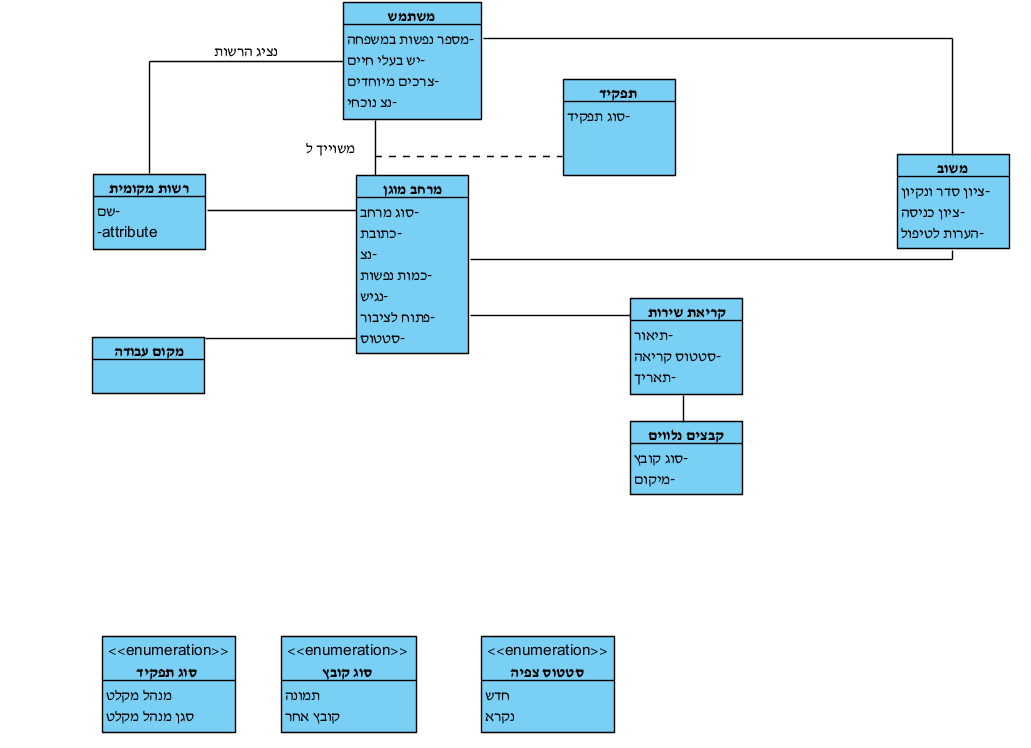 משתמש
-מספר נפשות במשפחה
-יש בעלי חיים
-צרכים מיוחדים
-נצ נוכחי
נציג הרשות
תפקיד
-סוג תפקיד
משוייך ל
משוב
-ציון סדר ונקיון
-ציון כניסה
-הערות לטיפול
רשות מקומית
-שם
-attribute
מרחב מוגן
-סוג מרחב
-כתובת
-נצ
-כמות נפשות
-נגיש
-פתוח לציבור
-סטטוס
קריאת שירות
-תיאור
-סטטוס קריאה
-תאריך
מקום עבודה
קבצים נלווים
-סוג קובץ
-מיקום
<<enumeration>>
סוג תפקיד
מנהל מקלט
סגן מנהל מקלט
<<enumeration>>
סוג קובץ
תמונה
קובץ אחר
<<enumeration>>
סטטוס צפיה
חדש
נקרא